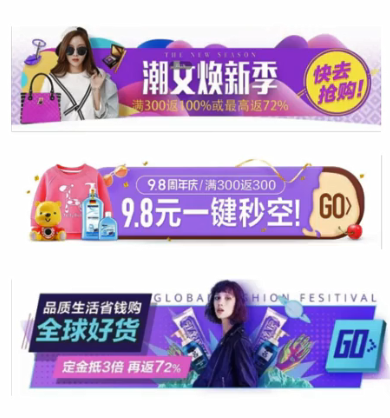 THE NEW SEASON
潮女焕新季
满300返100%或最高返72%
快去
抢购!
9.8周年庆/满300返300
9.8元一键秒空!
GO
GLOBAL FASHION FESITIVAL
品质生活省钱购
全球好货
定金抵3倍 再返72%
GO